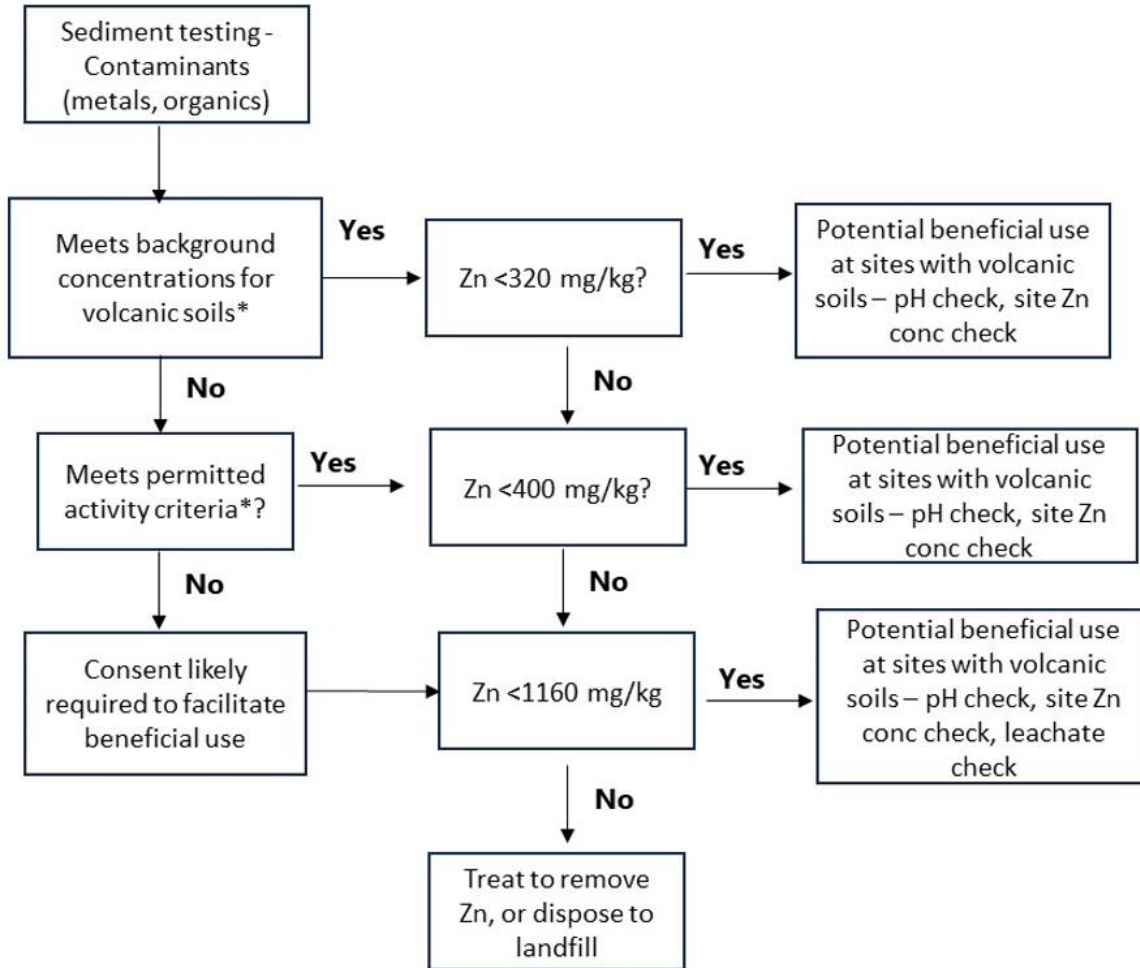 Sediment testing -
Contaminants
(metals, organics)
Meets background
concentrations for
volcanic soils*
Yes
Zn <320 mg/kg?
Yes
Potential beneficial use
at sites with volcanic
soils – pH check, site Zn
conc check
No
No
Meets permitted
activity criteria*?
Yes
Zn <400 mg/kg?
Yes
Potential beneficial use
at sites with volcanic
soils – pH check, site Zn
conc check
No
No
Consent likely
required to facilitate
beneficial use
Zn <1160 mg/kg
Yes
Potential beneficial use
at sites with volcanic
soils – pH check, site Zn
conc check, leachate
check
No
Treat to remove
Zn, or dispose to
landfill